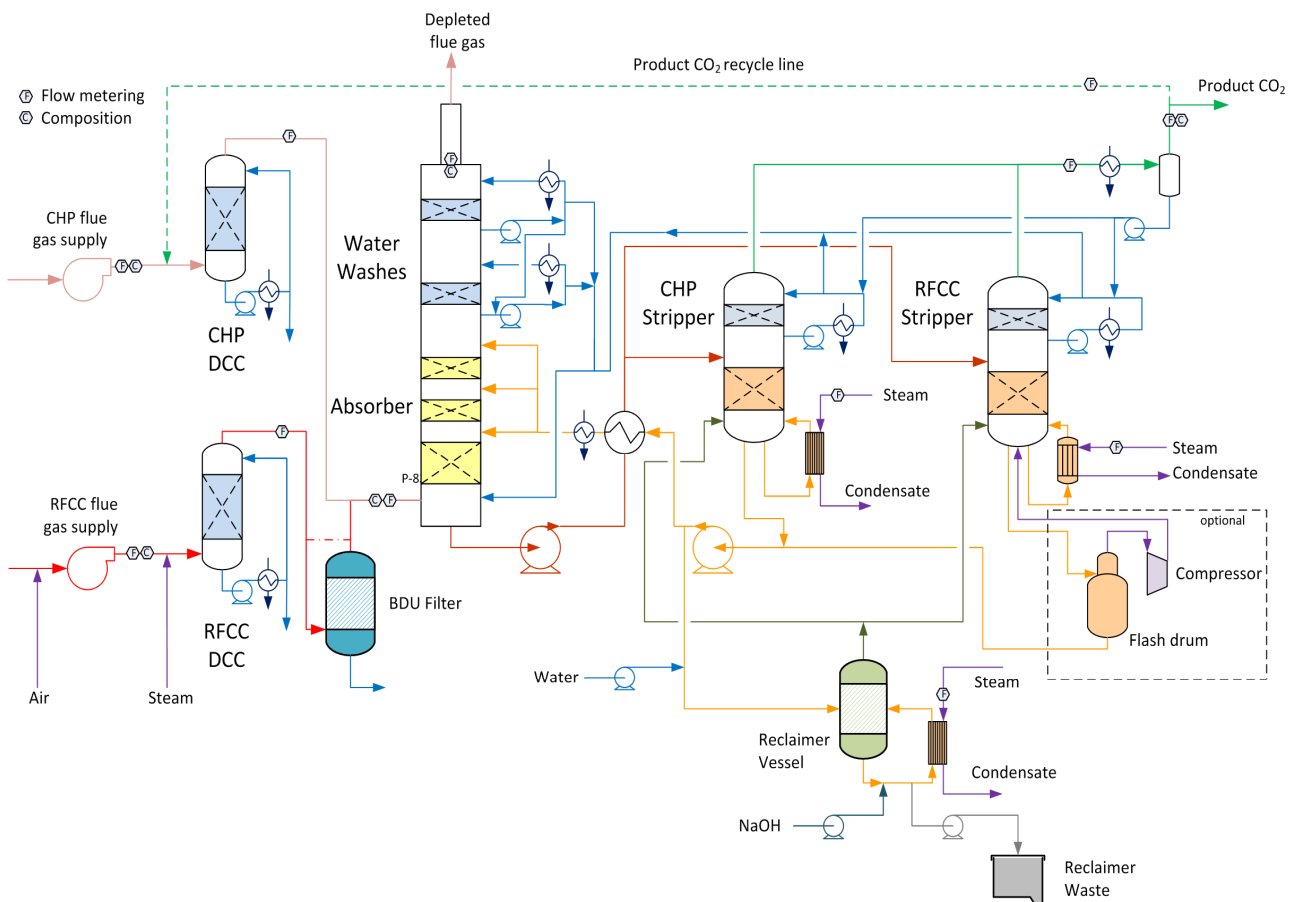 Depleted
flue gas
Product CO2 recycle line
Product CO2
F Flow metering
C Composition
F
F C
F
F
C
F
CHP flue
gas supply
F C
Water
Washes
CHP
Stripper
RFCC
Stripper
CHP
DCC
Absorber
F
Steam
P-8
F
Steam
Condensate
Condensate
RFCC flue
gas supply
F
C F
F C
optional
Compressor
BDU Filter
Flash drum
RFCC
DCC
Air
Steam
Water
Steam
F
Reclaimer
Vessel
Condensate
NaOH
Reclaimer
Waste